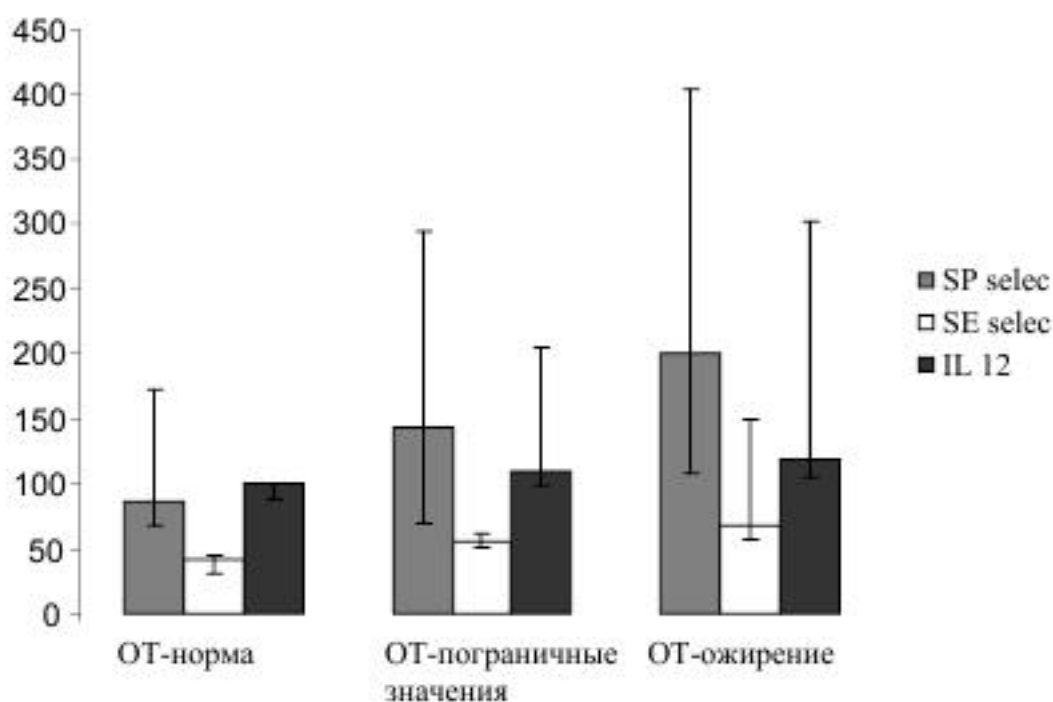 450
400
350
300
250
200
150
100
50
0
SP selec
SE selec
IL 12
ОТ-норма
ОТ-пограничные
значения
ОТ-ожирение